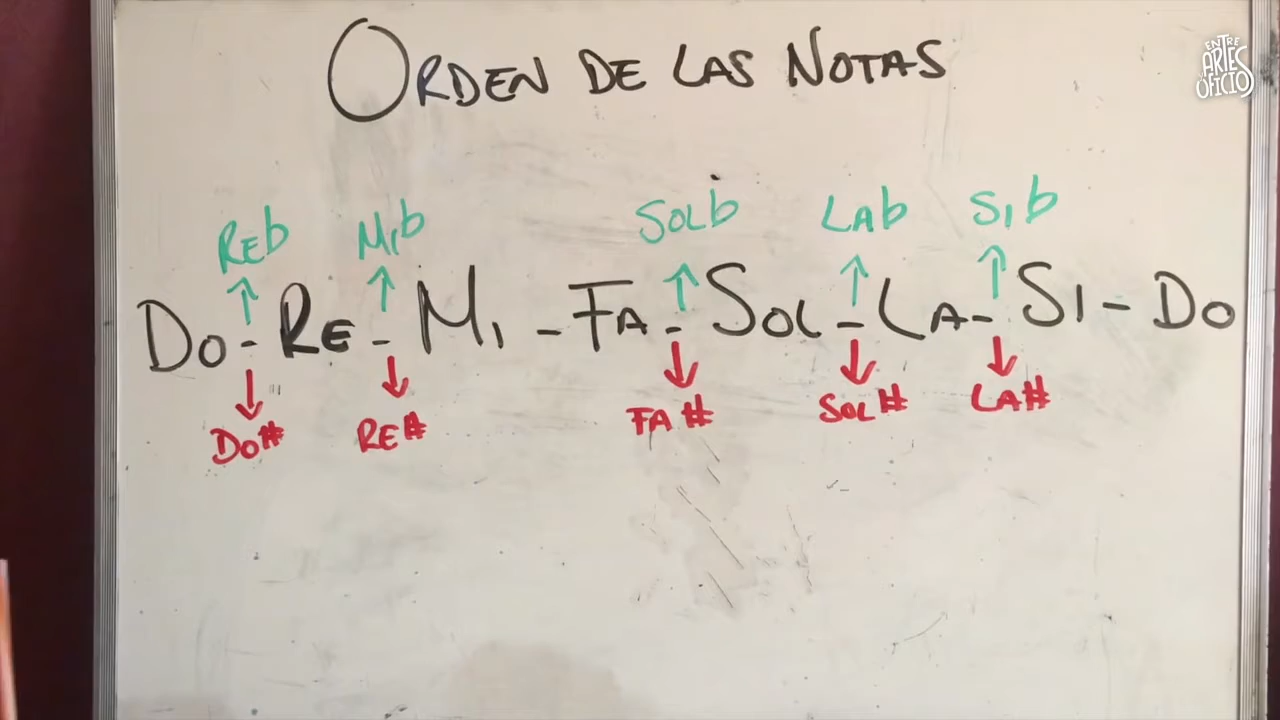 ORDEN DE LAS NOTAS
ENTRE
ARTES
OFICIOS
REb MIb SOLb LAb SIb
DO - RE - MI - FA - SOL - LA - SI - DO
DO# RE# FA# SOL# LA#